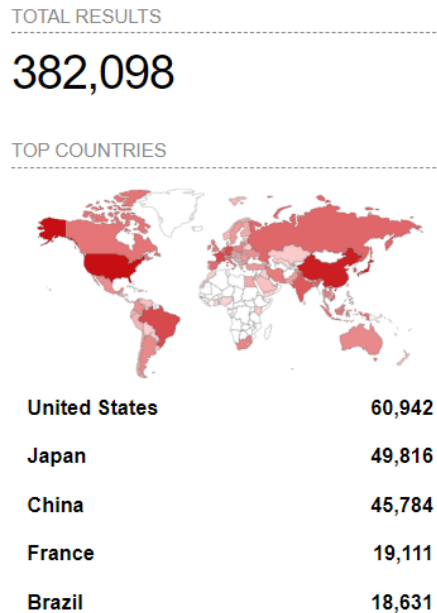 TOTAL RESULTS
382,098
TOP COUNTRIES
United States 60,942
Japan 49,816
China 45,784
France 19,111
Brazil 18,631